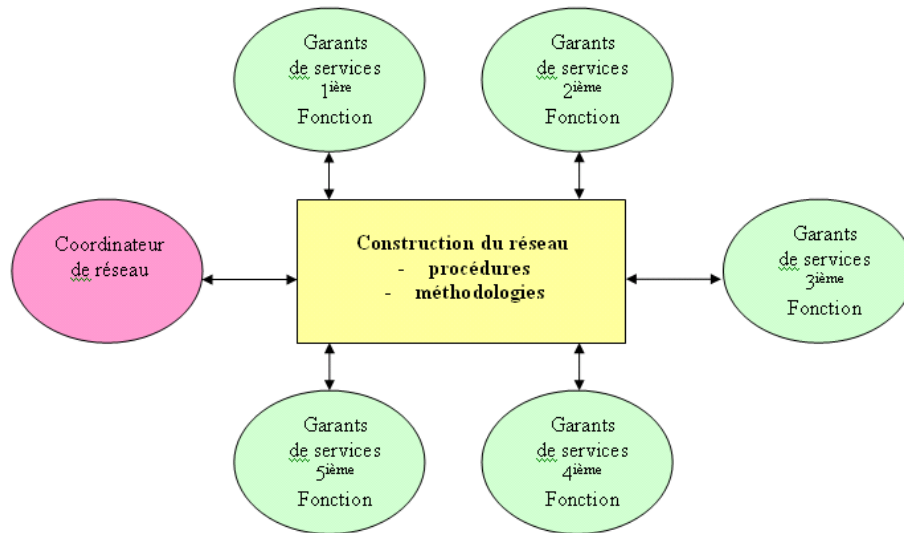 Garants
de services
1ière
Fonction
Garants
de services
2ième
Fonction
Coordinateur
de réseau
Construction du réseau
- procédures
- méthodologies
Garants
de services
3ième
Fonction
Garants
de services
5ième
Fonction
Garants
de services
4ième
Fonction